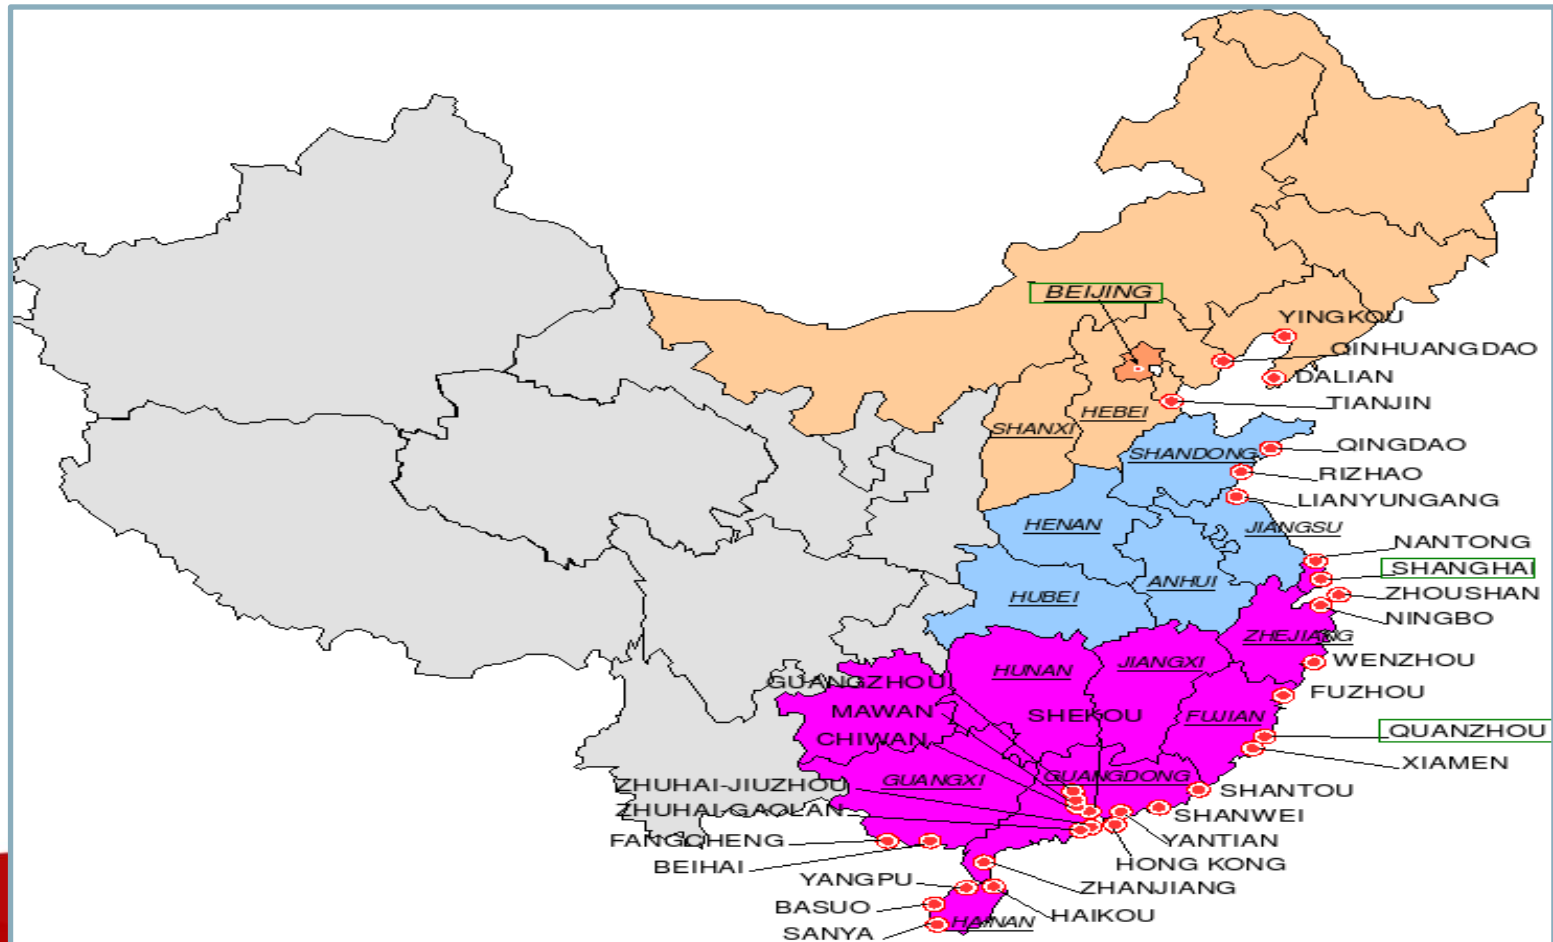 BEIJING
YINGKOU
QINHUANGDAO
DALIAN
TIANJIN
HEBEI
SHANXI
QINGDAO
SHANDONG
RIZHAO
LIANYUNGANG
HENAN
JIANGSU
NANTONG
SHANGHAI
ANHUI
HUBEI
ZHOUSHAN
NINGBO
ZHEJIANG
WENZHOU
JIANGXI
HUNAN
GUANGZHOU
FUZHOU
MAWAN
SHEKOU
FUJIAN
QUANZHOU
CHIWAN
XIAMEN
GUANGXI
GUANGDONG
ZHUHAI-JIUZHOU
SHANTOU
ZHUHAI-GAOLAN
SHANWEI
FANGCHENG
YANTIAN
BEIHAI
HONG KONG
YANGPU
ZHANJIANG
BASUO
HAIKOU
HAINAN
SANYA